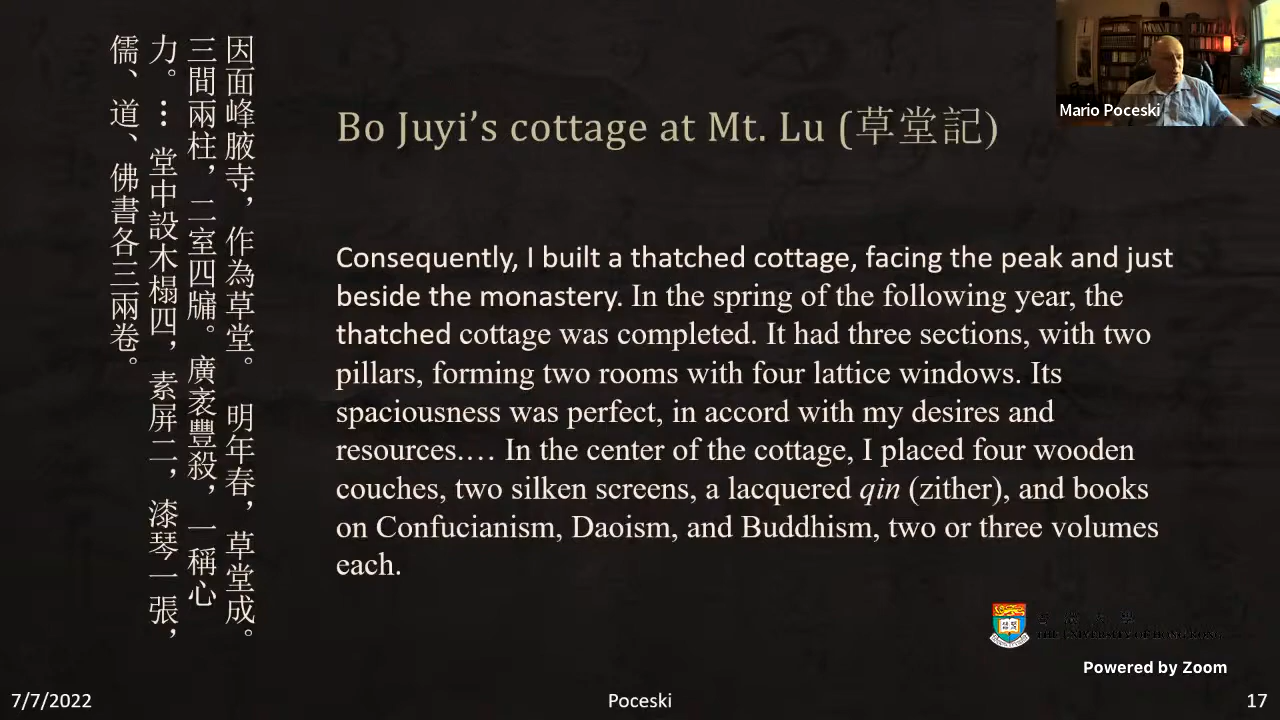 Bo Juyi’s cottage at Mt. Lu (草堂記)
因面峰腋寺，作為草堂。 明年春，草堂成。
三間兩柱，二室四牖。廣袤豐殺，一稱心
力。… 堂中設木榻四，素屏二，漆琴一張，
儒、道、佛書各三兩卷。
Consequently, I built a thatched cottage, facing the peak and just
beside the monastery. In the spring of the following year, the
thatched cottage was completed. It had three sections, with two
pillars, forming two rooms with four lattice windows. Its
spaciousness was perfect, in accord with my desires and
resources.… In the center of the cottage, I placed four wooden
couches, two silken screens, a lacquered qin (zither), and books
on Confucianism, Daoism, and Buddhism, two or three volumes
each.
Mario Poceski
THE UNIVERSITY OF HONG KONG
Powered by Zoom
7/7/2022
Poceski
17